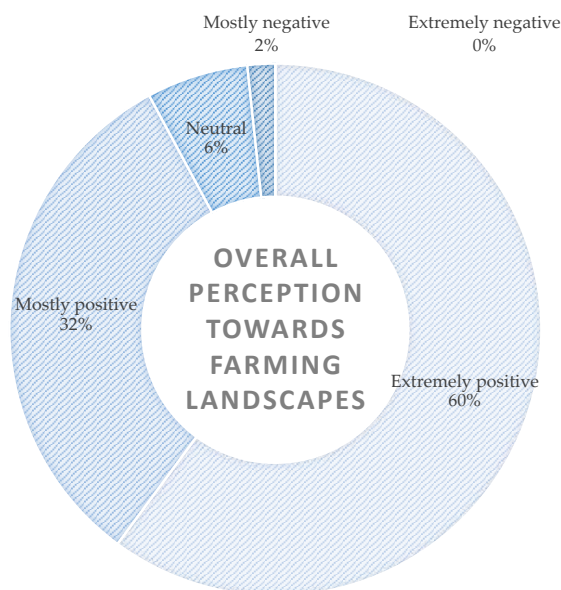 Mostly negative
2%
Extremely negative
0%
Neutral
6%
OVERALL
PERCEPTION
TOWARDS
FARMING
LANDSCAPES
Mostly positive
32%
Extremely positive
60%